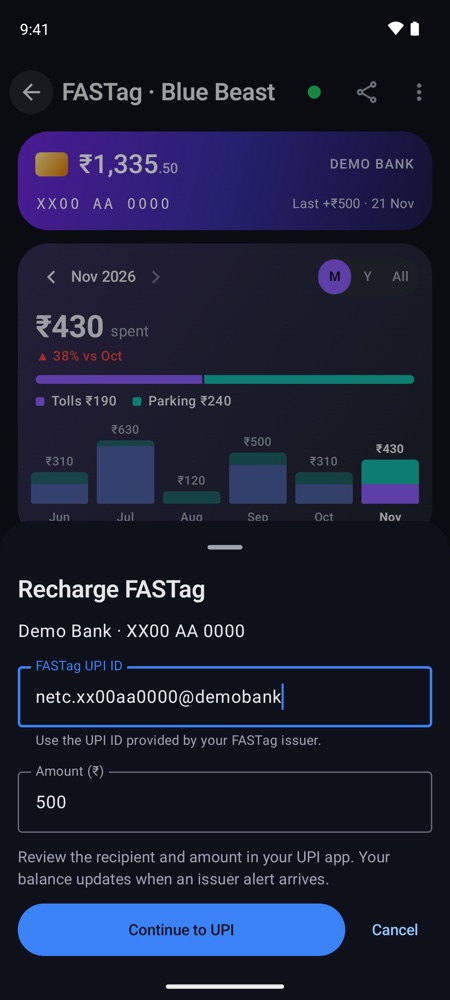 9:41
FASTag · Blue Beast
₹1,335.50
DEMO BANK
XX00 AA 0000
Last +₹500 · 21 Nov
Nov 2026
M Y All
₹430 spent
▲ 38% vs Oct
Tolls ₹190 Parking ₹240
₹310 ₹630 ₹120 ₹500 ₹310 ₹430
Jun Jul Aug Sep Oct Nov
Recharge FASTag
Demo Bank · XX00 AA 0000
FASTag UPI ID
netc.xx00aa0000@demobank
Use the UPI ID provided by your FASTag issuer.
Amount (₹)
500
Review the recipient and amount in your UPI app. Your
balance updates when an issuer alert arrives.
Continue to UPI
Cancel